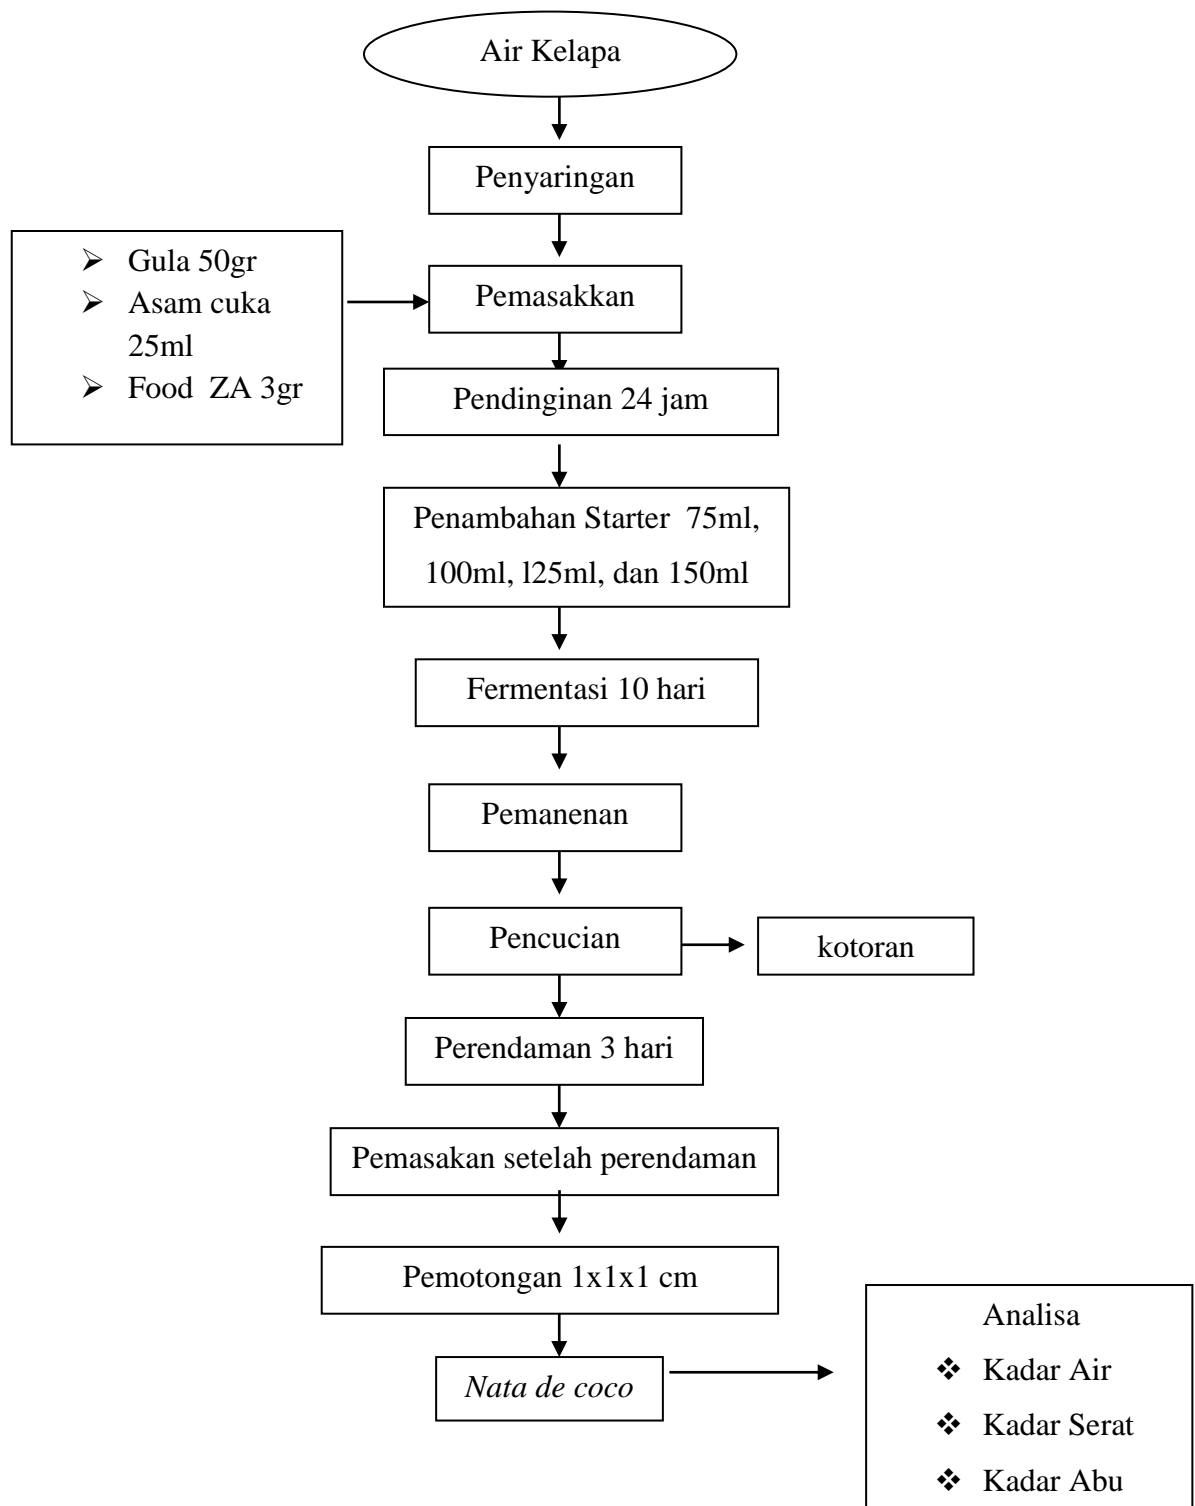 Air Kelapa
Penyaringan
➢ Gula 50gr
➢ Asam cuka
25ml
➢ Food ZA 3gr
Pemasakkan
Pendinginan 24 jam
Penambahan Starter 75ml,
100ml, l25ml, dan 150ml
Fermentasi 10 hari
Pemanenan
Pencucian
kotoran
Perendaman 3 hari
Pemasakan setelah perendaman
Pemotongan 1x1x1 cm
Nata de coco
Analisa
❖ Kadar Air
❖ Kadar Serat
❖ Kadar Abu